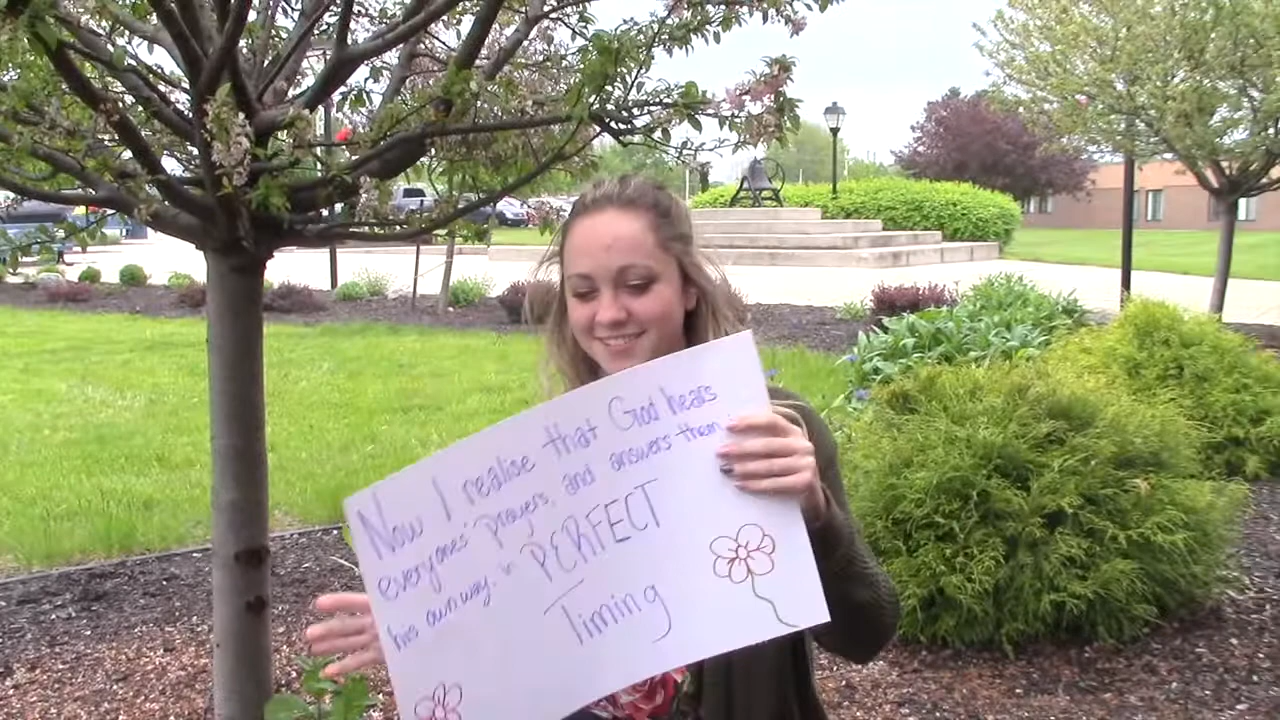 Now I realise that God hears
everyones' prayers, and answers them
his own way. in PERFECT
Timing